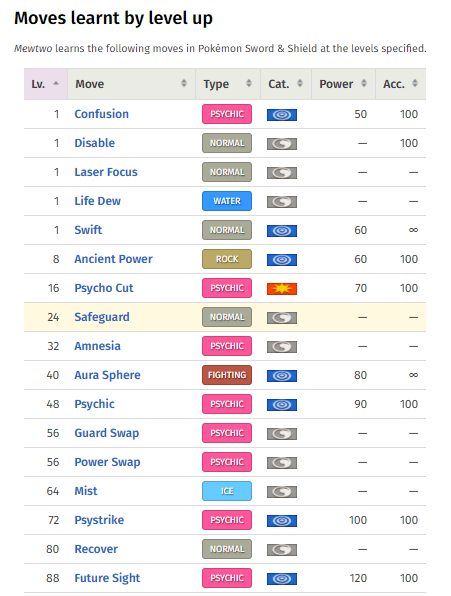 Moves learnt by level up
Mewtwo learns the following moves in Pokémon Sword & Shield at the levels specified.
Lv. Move Type Cat. Power Acc.
1 Confusion PSYCHIC 50 100
1 Disable NORMAL — 100
1 Laser Focus NORMAL — —
1 Life Dew WATER — —
1 Swift NORMAL 60 ∞
8 Ancient Power ROCK 60 100
16 Psycho Cut PSYCHIC 70 100
24 Safeguard NORMAL — —
32 Amnesia PSYCHIC — —
40 Aura Sphere FIGHTING 80 ∞
48 Psychic PSYCHIC 90 100
56 Guard Swap PSYCHIC — —
56 Power Swap PSYCHIC — —
64 Mist ICE — —
72 Psystrike PSYCHIC 100 100
80 Recover NORMAL — —
88 Future Sight PSYCHIC 120 100